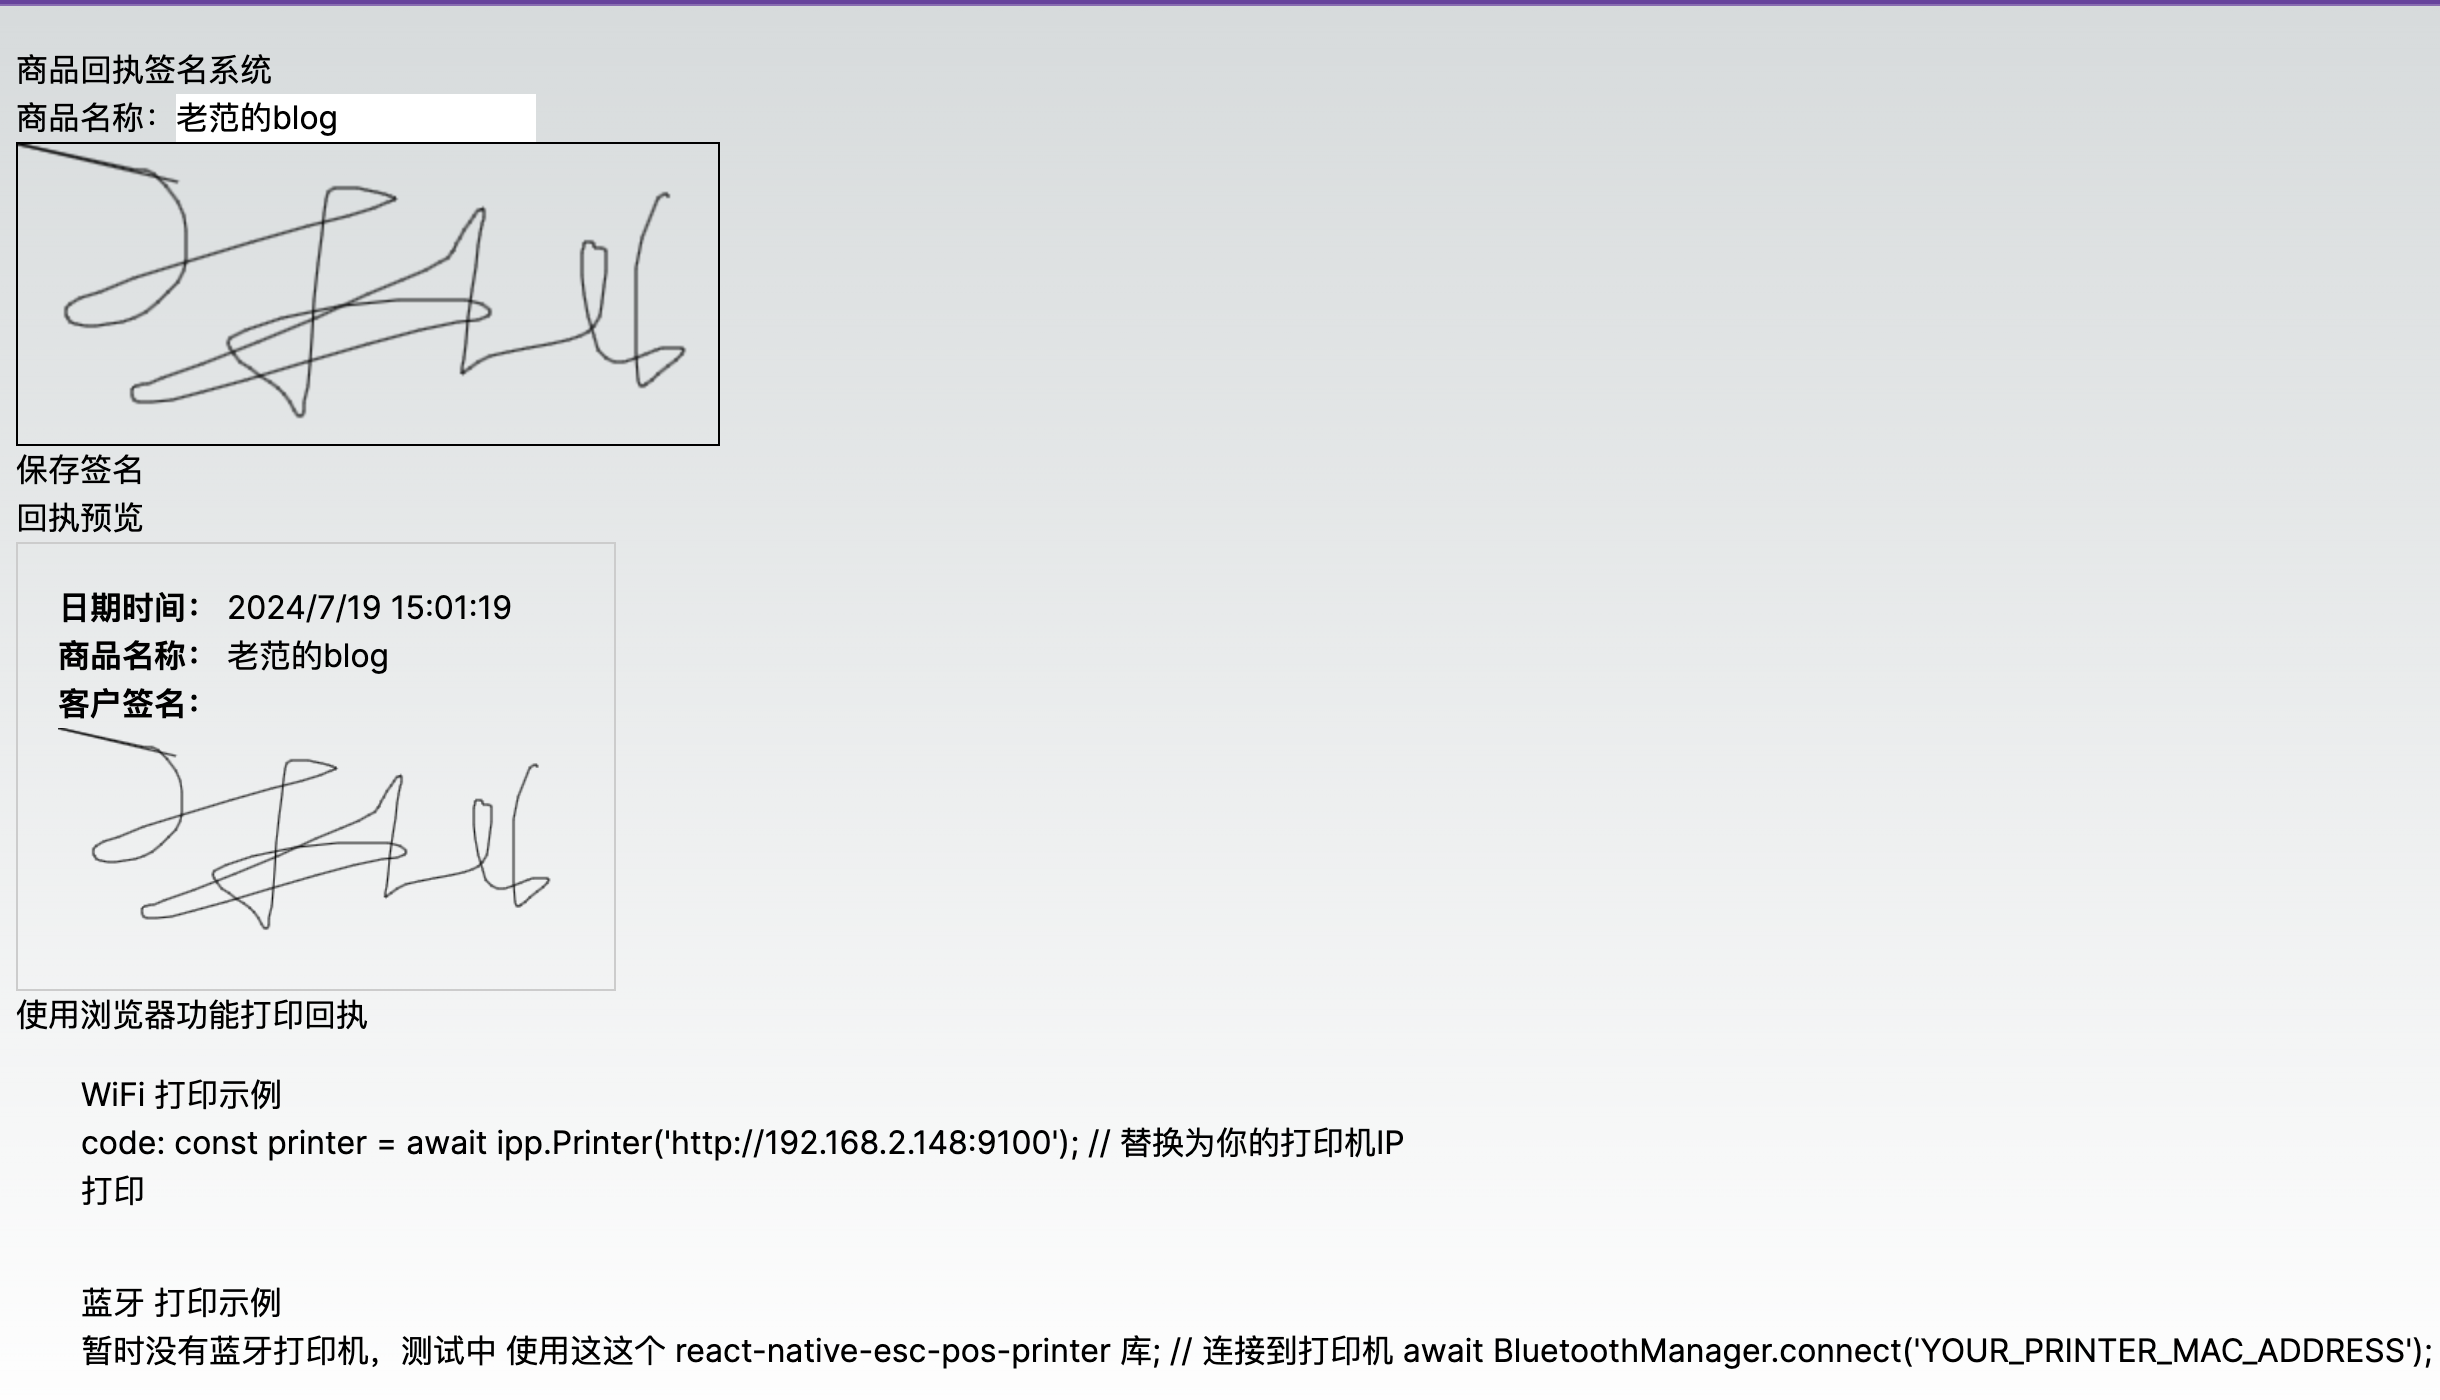 商品回执签名系统
商品名称：老范的blog
保存签名
回执预览
日期时间： 2024/7/19 15:01:19
商品名称： 老范的blog
客户签名：
使用浏览器功能打印回执
WiFi 打印示例
code: const printer = await ipp.Printer('http://192.168.2.148:9100'); // 替换为你的打印机IP
打印
蓝牙 打印示例
暂时没有蓝牙打印机，测试中 使用这这个 react-native-esc-pos-printer 库; // 连接到打印机 await BluetoothManager.connect('YOUR_PRINTER_MAC_ADDRESS');